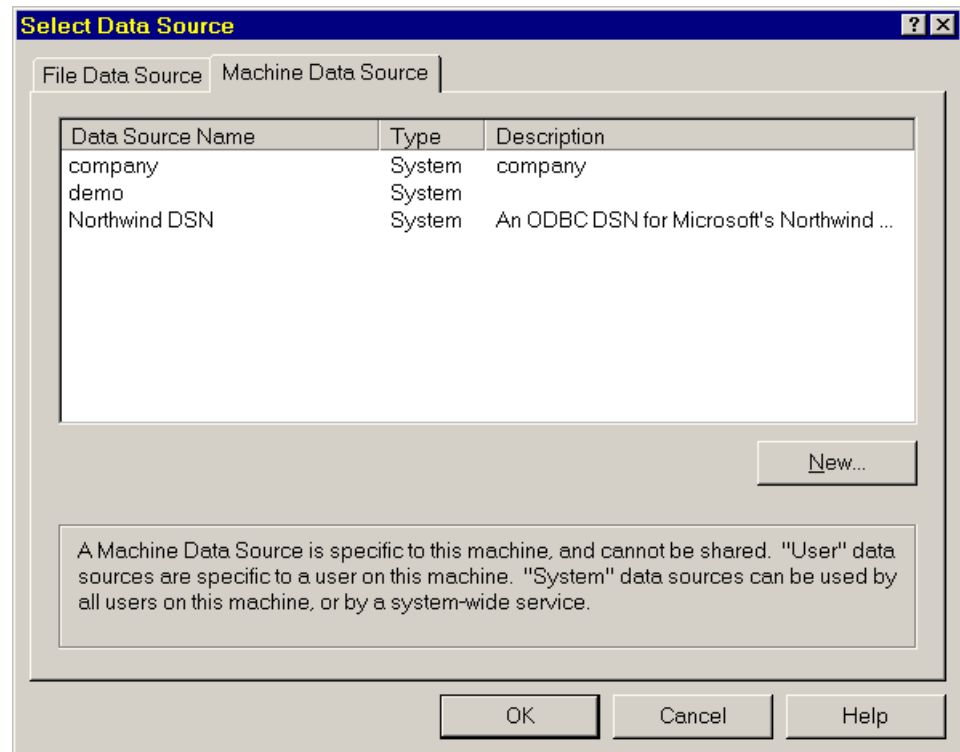 Select Data Source
File Data Source Machine Data Source
Data Source Name Type Description
company System company
demo System
Northwind DSN System An ODBC DSN for Microsoft's Northwind ...
New...
A Machine Data Source is specific to this machine, and cannot be shared. "User" data
sources are specific to a user on this machine. "System" data sources can be used by
all users on this machine, or by a system-wide service.
OK Cancel Help